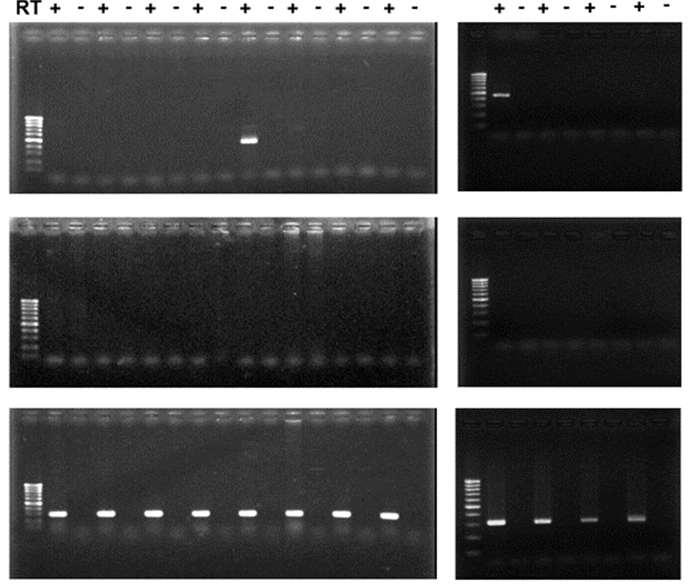 RT + - + - + - + - + - + - + - + - + - + - + - + -